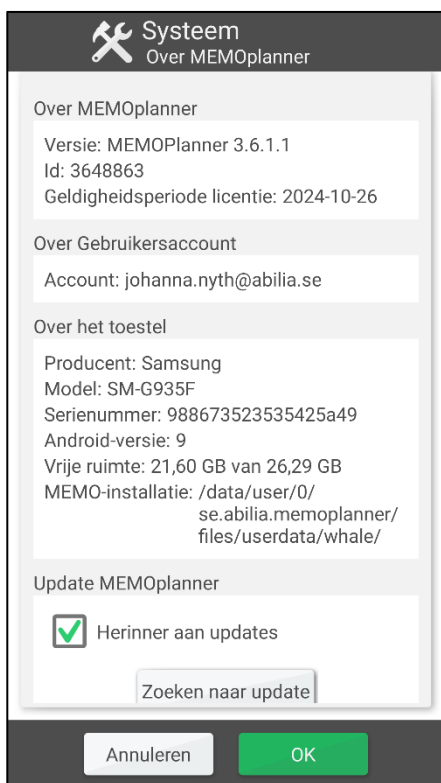 Systeem
Over MEMOplanner
Over MEMOplanner
Versie: MEMOPlanner 3.6.1.1
Id: 3648863
Geldigheidsperiode licentie: 2024-10-26
Over Gebruikersaccount
Account: johanna.nyth@abilia.se
Over het toestel
Producent: Samsung
Model: SM-G935F
Serienummer: 988673523535425a49
Android-versie: 9
Vrije ruimte: 21,60 GB van 26,29 GB
MEMO-installatie: /data/user/0/
se.abilia.memoplanner/
files/userdata/whale/
Update MEMOplanner
Herinner aan updates
Zoeken naar update
Annuleren
OK